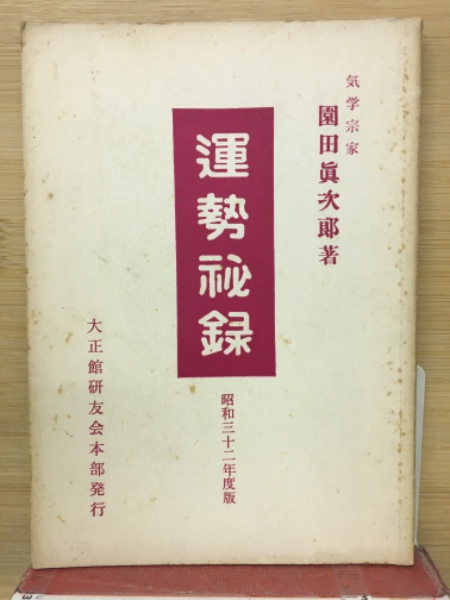 気学宗家
園田眞次郎著
運勢祕録
昭和三十二年度版
大正館研友会本部発行